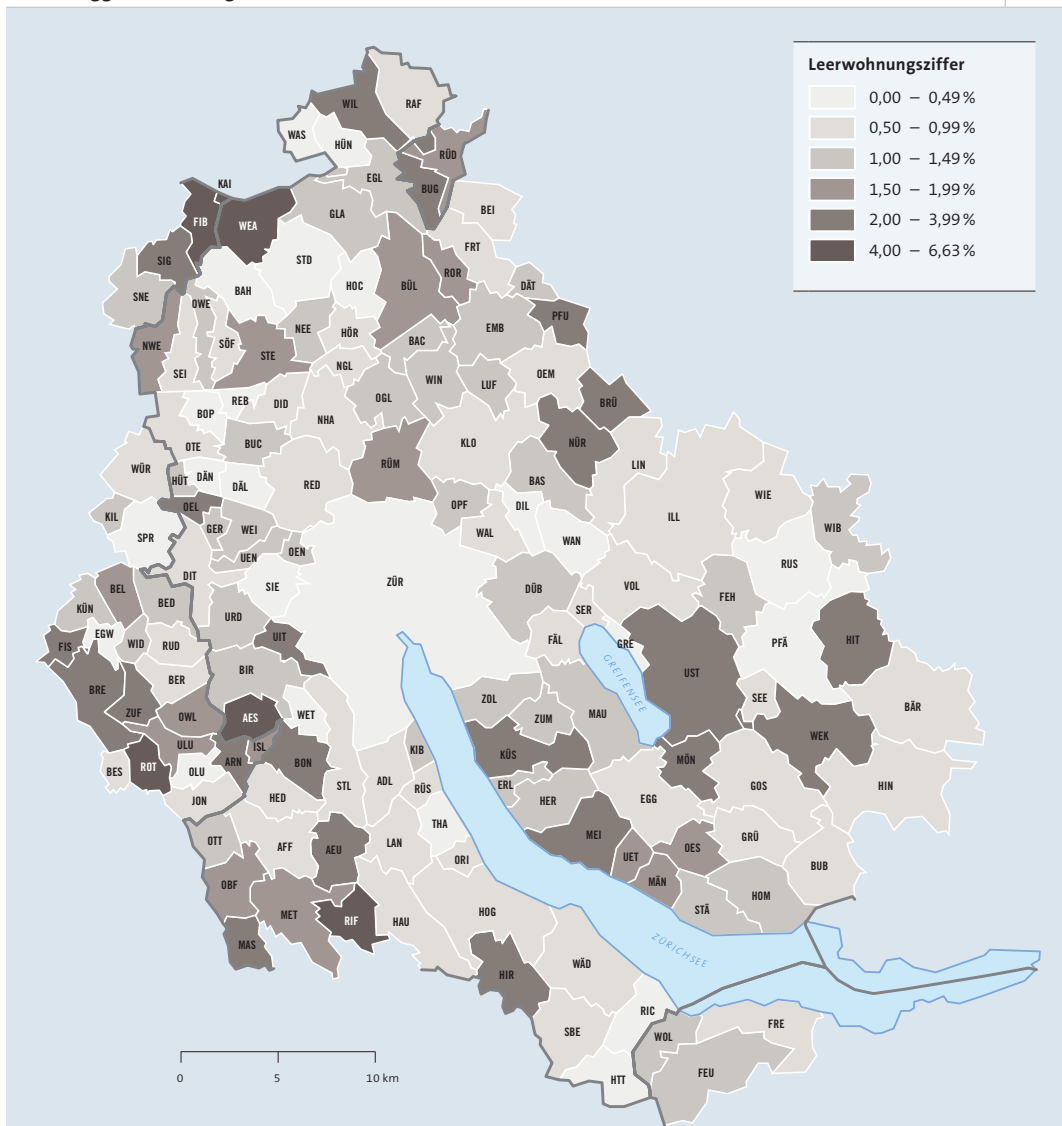 Leerwohnungsziffer
0,00 – 0,49 %
0,50 – 0,99 %
1,00 – 1,49 %
1,50 – 1,99 %
2,00 – 3,99 %
4,00 – 6,63 %
WIL
RAF
WAS
HÜN
RÜD
EGL
BUG
KAI
FIB
WEA
GLA
BEI
SIG
STD
FRT
SNE
BAH
HOC
BÜL
ROR
DÄT
OWE
NWE
SÖF
STE
NEE
HÖR
BAC
EMB
PFU
SEI
NGL
WIN
LUF
OEM
BOP
REB
DID
NHA
OGL
BRÜ
OTE
BUC
KLO
NÜR
WÜR
HÜT
DÄN
DÄL
RED
RÜM
BAS
LIN
KIL
OEL
OPF
DIL
ILL
WIE
SPR
GER
WEI
WAL
WAN
WIB
UEN
OEN
DIT
SIE
ZÜR
RUS
BEL
KÜN
BED
URD
DÜB
SER
VOL
FEH
FIS
EGW
WID
RUD
UIT
FÄL
GRE
PFÄ
HIT
BRE
BER
BIR
GREIFENSEE
UST
ZUF
OWL
AES
WET
ZOL
ZUM
MAU
SEE
BÄR
BES
ROT
ULU
OLU
ARN
ISL
BON
KIB
KÜS
WEK
JON
HED
STL
ADL
RÜS
ERL
HER
EGG
MÖN
GOS
HIN
OTT
AFF
AEU
LAN
THA
ORI
MEI
UET
OES
GRÜ
BUB
OBF
MET
RIF
HAU
HOG
MÄN
STÄ
HOM
MAS
HIR
WÄD
ZÜRICHSEE
SBE
RIC
WOL
FRE
HTT
FEU
0 5 10 km